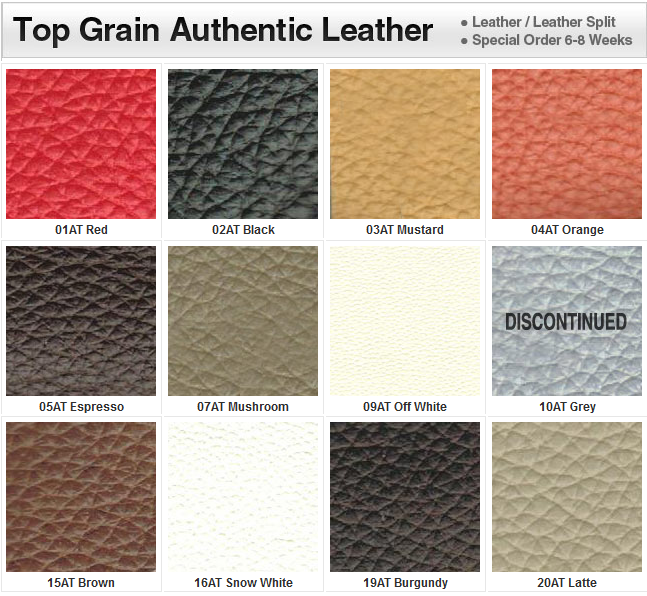 Top Grain Authentic Leather
● Leather / Leather Split
● Special Order 6-8 Weeks
01AT Red
02AT Black
03AT Mustard
04AT Orange
DISCONTINUED
05AT Espresso
07AT Mushroom
09AT Off White
10AT Grey
15AT Brown
16AT Snow White
19AT Burgundy
20AT Latte